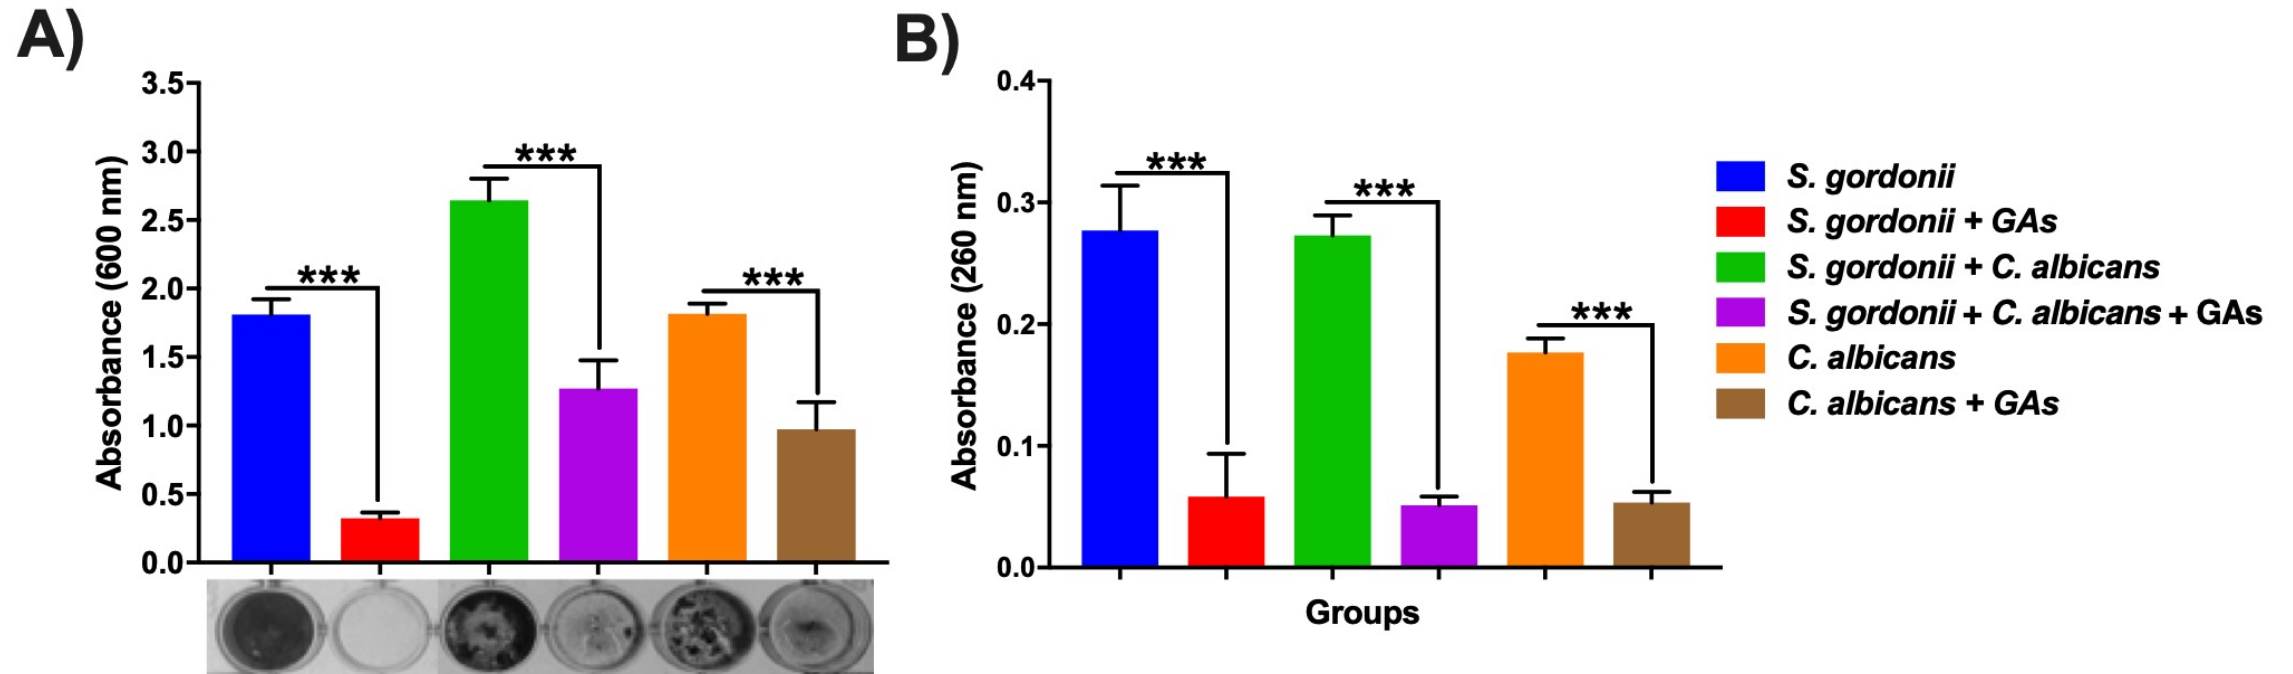 A)
3.5
3.0
2.5
2.0
1.5
1.0
0.5
0.0
Absorbance (600 nm)
***
***
***
B)
0.4
0.3
0.2
0.1
0.0
Absorbance (260 nm)
***
***
***
Groups
S. gordonii
S. gordonii + GAs
S. gordonii + C. albicans
S. gordonii + C. albicans + GAs
C. albicans
C. albicans + GAs